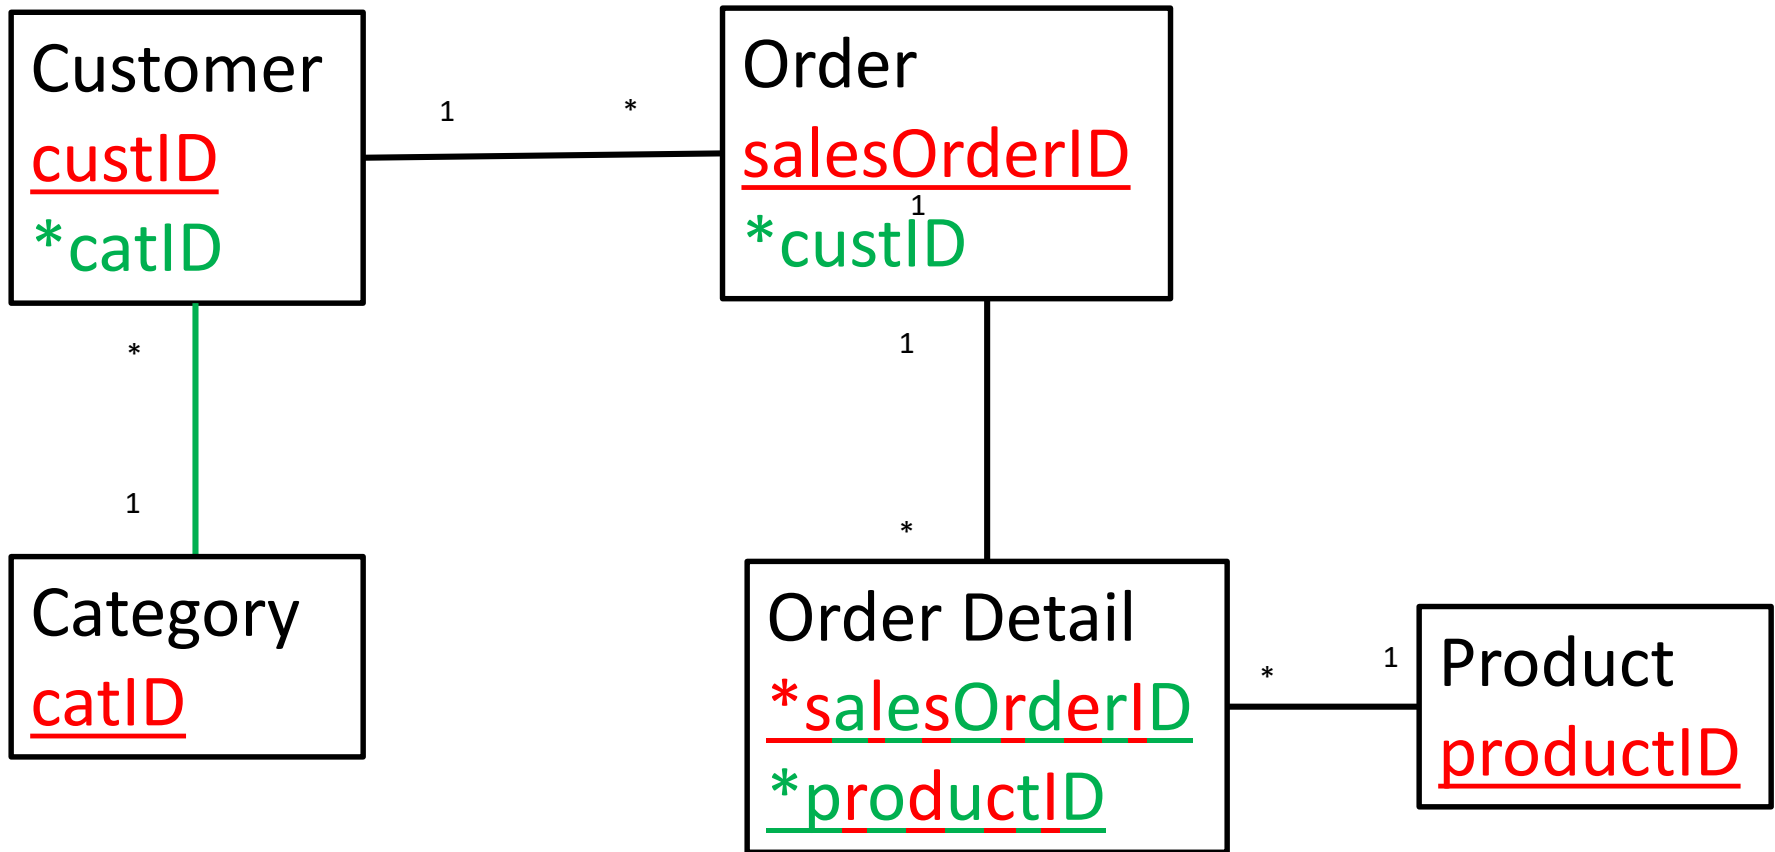 Customer
custID
*catID
1
*
Order
salesOrderID
1
*custID
*
1
1
*
Category
catID
Order Detail
*salesOrderID
*productID
*
1
Product
productID